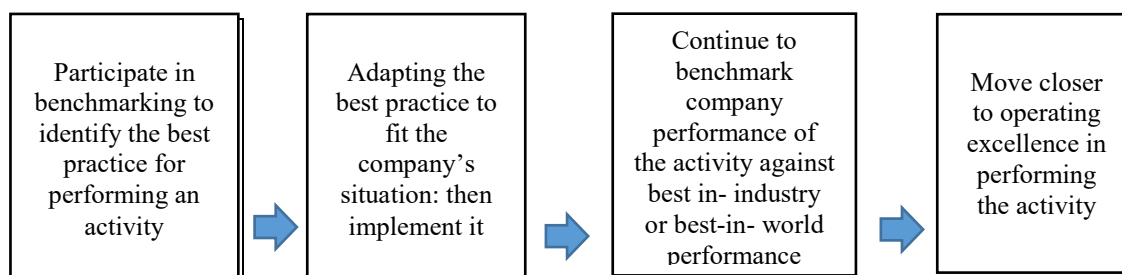 Participate in
benchmarking to
identify the best
practice for
performing an
activity
Adapting the
best practice to
fit the
company’s
situation: then
implement it
Continue to
benchmark
company
performance of
the activity against
best in- industry
or best-in- world
performance
Move closer
to operating
excellence in
performing
the activity